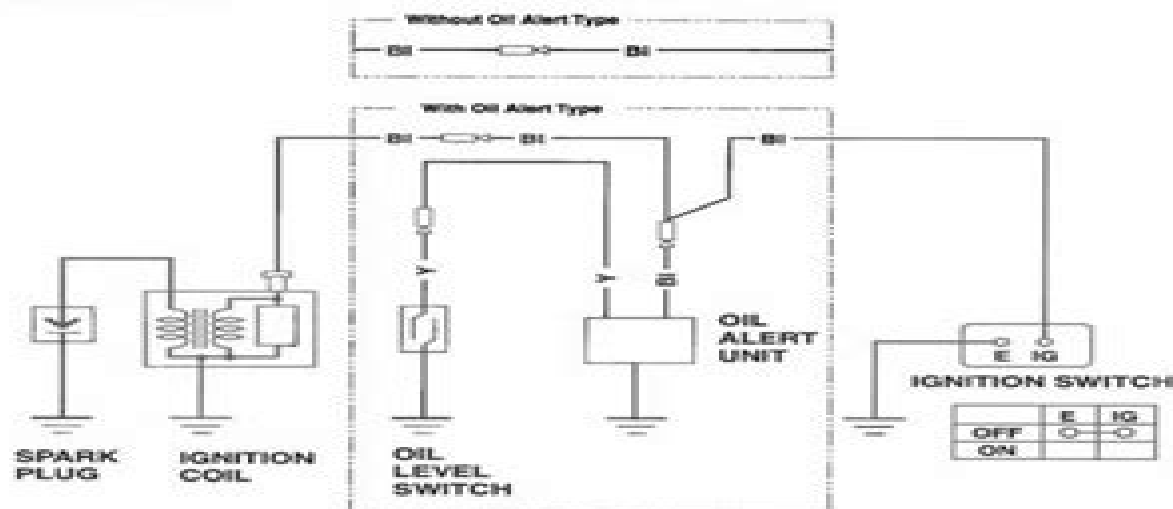 Without Oil Alert Type
Bl Bl
With Oil Alert Type
Bl Bl Bl
Y Y Bl
OIL
ALERT
UNIT
E IG
IGNITION SWITCH
E IG
OFF
ON
SPARK
PLUG
IGNITION
COIL
OIL
LEVEL
SWITCH